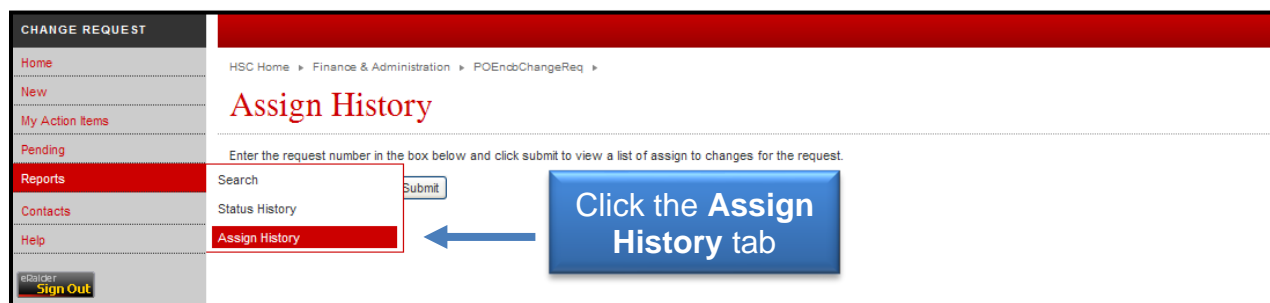 CHANGE REQUEST
Home
New
My Action Items
Pending
Reports
Contacts
Help
eRaider
Sign Out
HSC Home ▸ Finance & Administration ▸ POEncbChangeReq ▸
Assign History
Enter the request number in the box below and click submit to view a list of assign to changes for the request.
Submit
Search
Status History
Assign History
Click the Assign
History tab